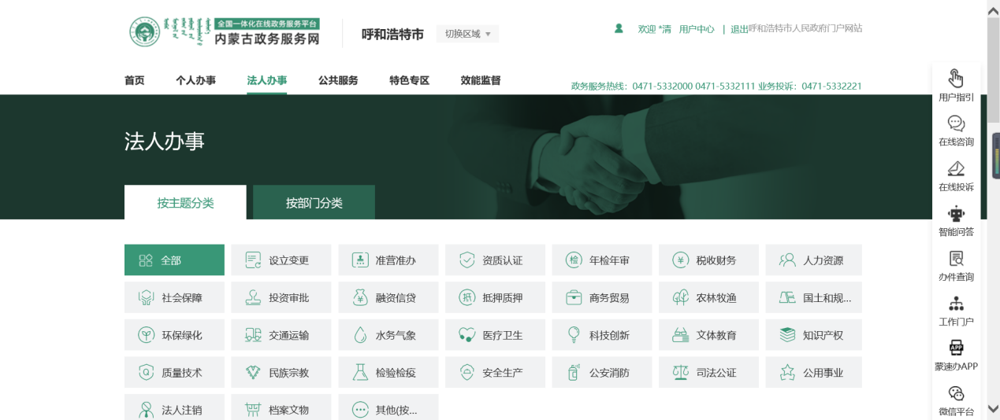 全国一体化在线政务服务平台
内蒙古政务服务网
呼和浩特市
切换区域
欢迎 *清 用户中心 | 退出 呼和浩特市人民政府门户网站
首页 个人办事 法人办事 公共服务 特色专区 效能监督
政务服务热线：0471-5332000 0471-5332111 业务投诉：0471-5332221
法人办事
按主题分类 按部门分类
全部 设立变更 准营准办 资质认证 年检年审 税收财务 人力资源
社会保障 投资审批 融资信贷 抵押质押 商务贸易 农林牧渔 国土和规...
环保绿化 交通运输 水务气象 医疗卫生 科技创新 文体教育 知识产权
质量技术 民族宗教 检验检疫 安全生产 公安消防 司法公证 公用事业
法人注销 档案文物 其他(按...
用户指引
在线咨询
在线投诉
智能问答
办件查询
工作门户
APP
蒙速办APP
微信平台